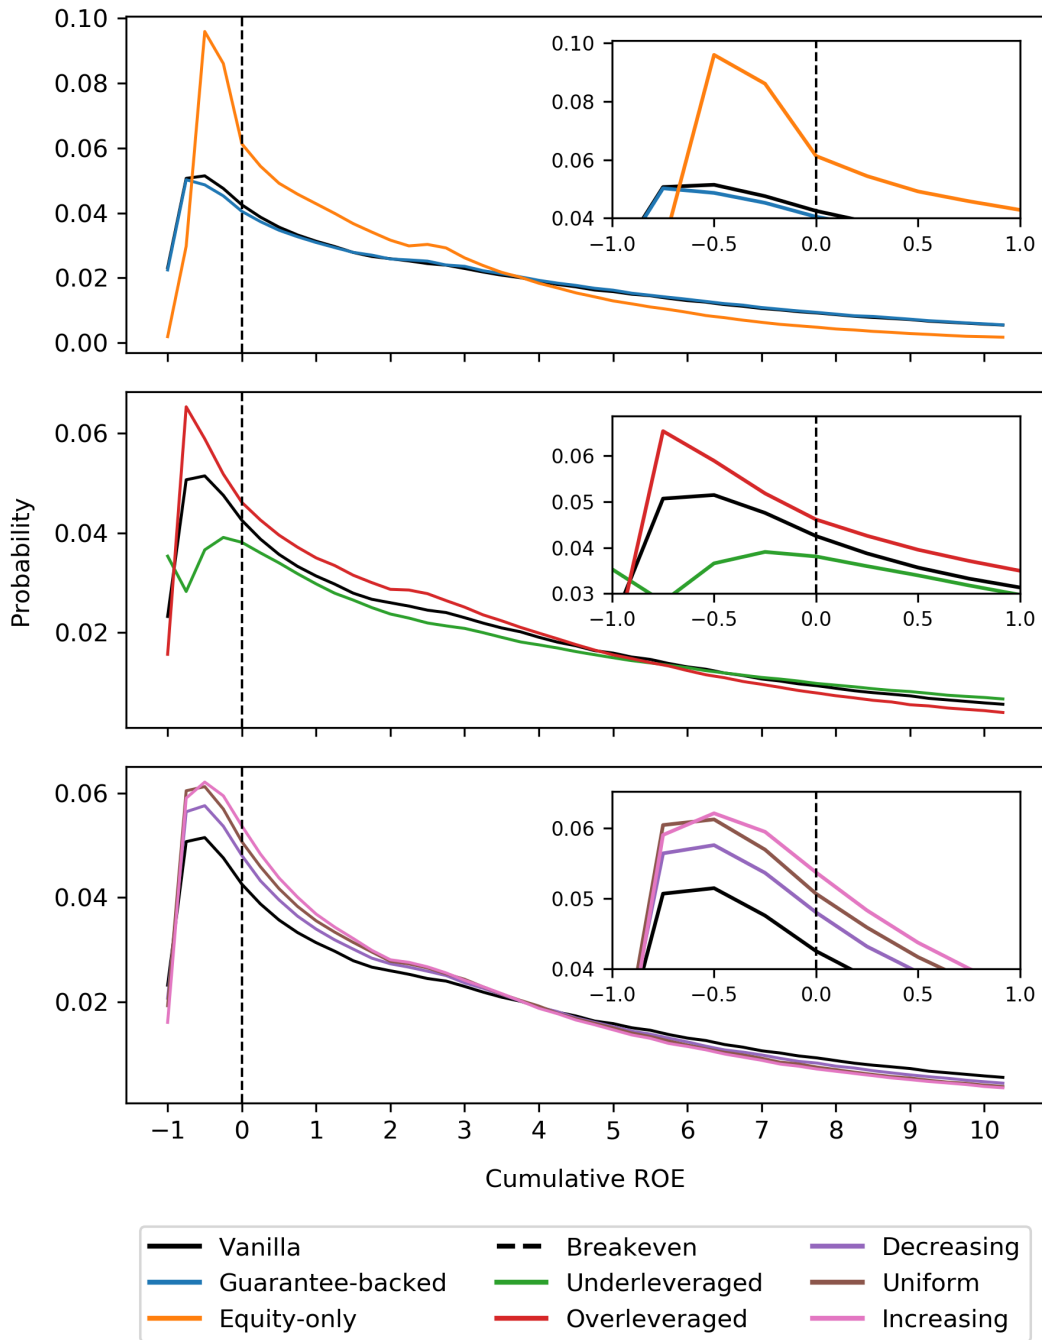 0.10
0.08
0.06
0.04
0.02
0.00
0.10
0.08
0.06
0.04
−1.0 −0.5 0.0 0.5 1.0
Probability
0.06
0.04
0.02
0.06
0.05
0.04
0.03
−1.0 −0.5 0.0 0.5 1.0
0.06
0.04
0.02
0.06
0.05
0.04
−1.0 −0.5 0.0 0.5 1.0
−1 0 1 2 3 4 5 6 7 8 9 10
Cumulative ROE
Vanilla Breakeven Decreasing
Guarantee-backed Underleveraged Uniform
Equity-only Overleveraged Increasing